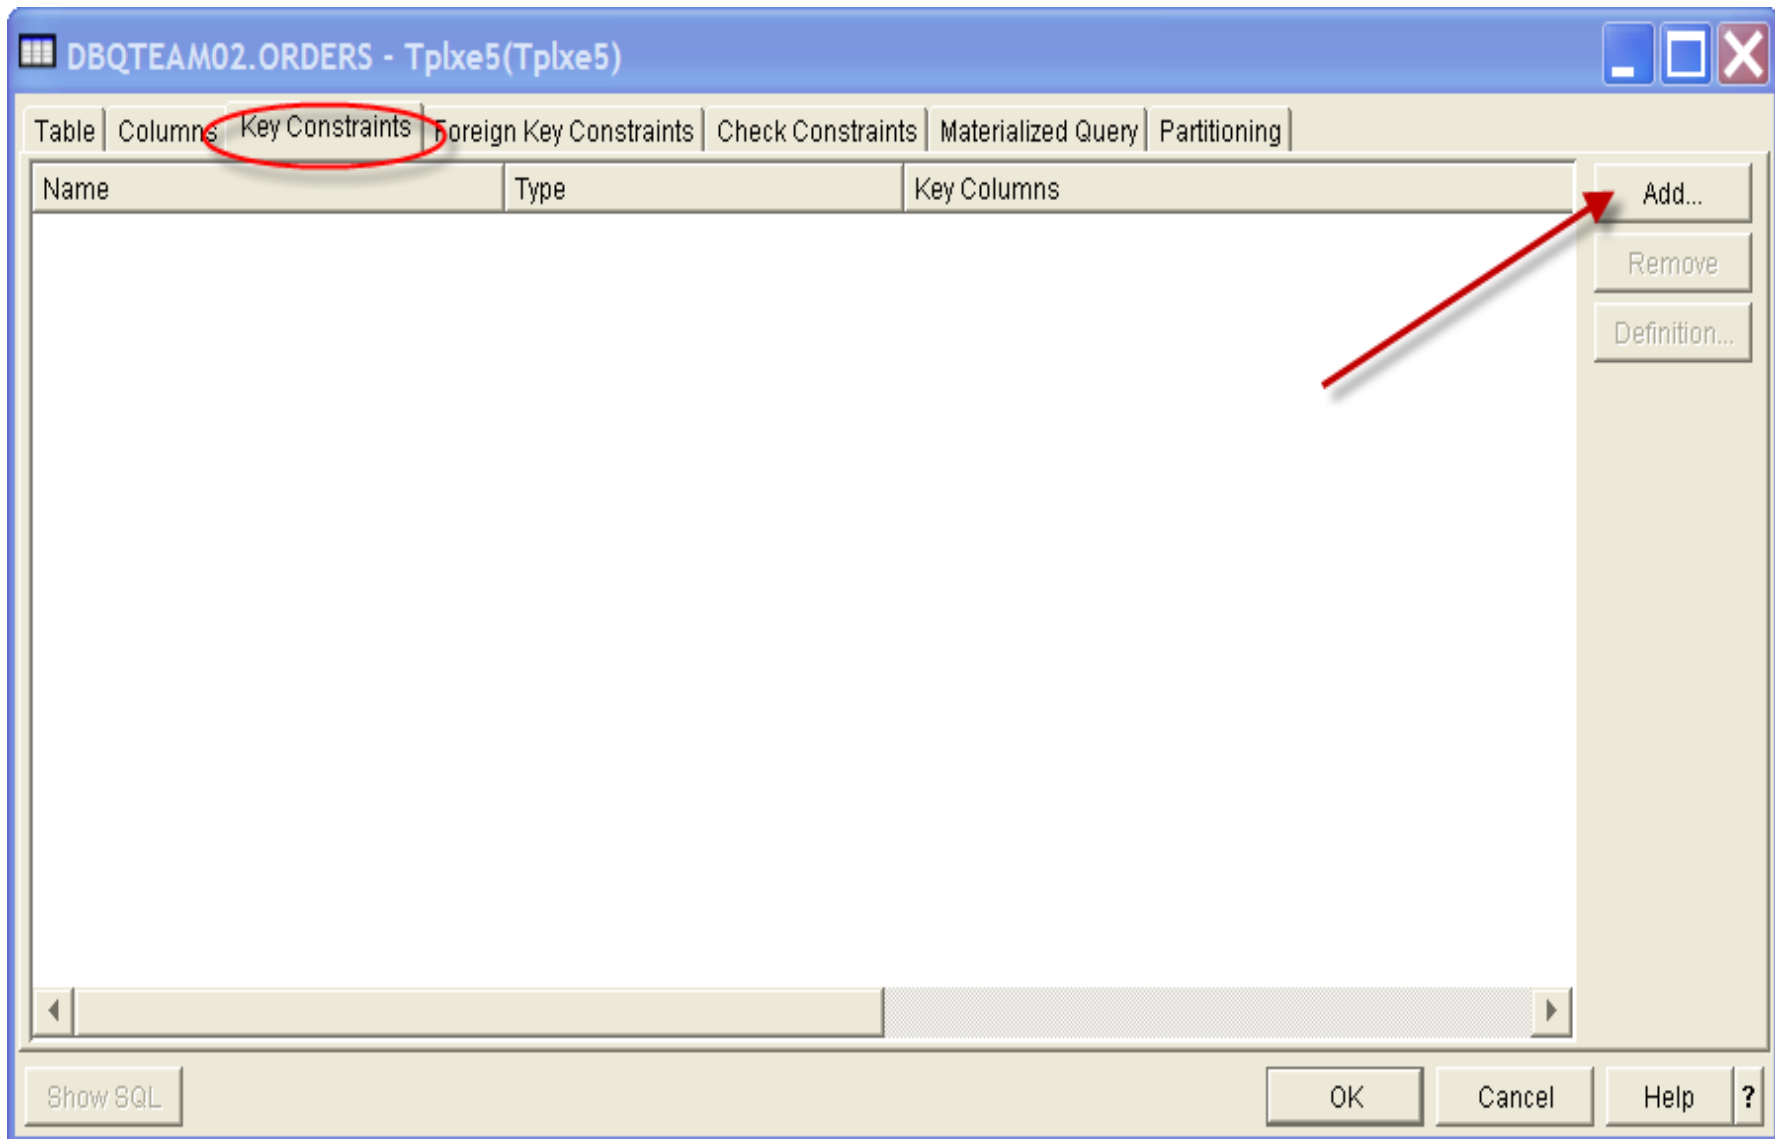 DBQTEAM02.ORDERS - Tplxe5(Tplxe5)
Table Columns Key Constraints Foreign Key Constraints Check Constraints Materialized Query Partitioning
Name Type Key Columns
Add...
Remove
Definition...
Show SQL OK Cancel Help ?